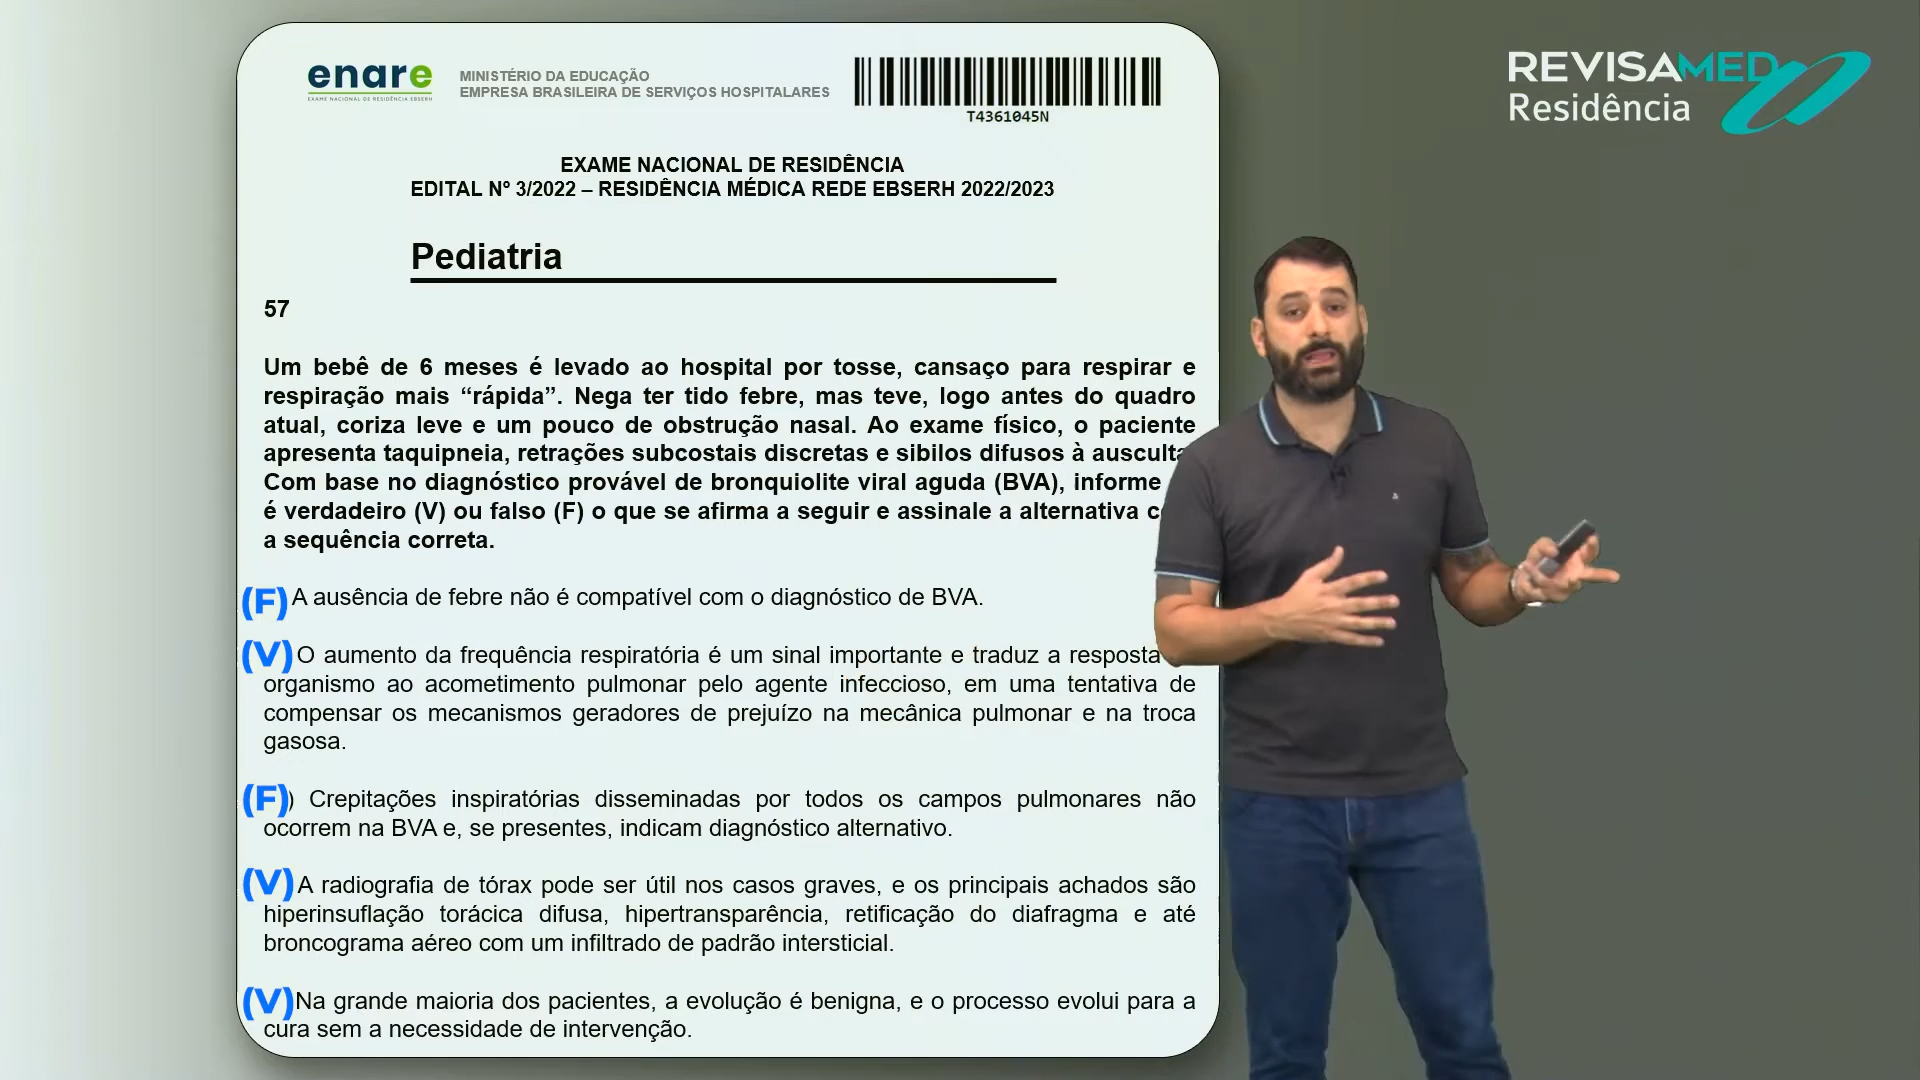 enare
EXAME NACIONAL DE RESIDÊNCIA EBSERH
MINISTÉRIO DA EDUCAÇÃO
EMPRESA BRASILEIRA DE SERVIÇOS HOSPITALARES
T4361045N
REVISAMED
Residência
EXAME NACIONAL DE RESIDÊNCIA
EDITAL Nº 3/2022 – RESIDÊNCIA MÉDICA REDE EBSERH 2022/2023
Pediatria
57
Um bebê de 6 meses é levado ao hospital por tosse, cansaço para respirar e
respiração mais “rápida”. Nega ter tido febre, mas teve, logo antes do quadro
atual, coriza leve e um pouco de obstrução nasal. Ao exame físico, o paciente
apresenta taquipneia, retrações subcostais discretas e sibilos difusos à ausculta
Com base no diagnóstico provável de bronquiolite viral aguda (BVA), informe
é verdadeiro (V) ou falso (F) o que se afirma a seguir e assinale a alternativa
a sequência correta.
(F) A ausência de febre não é compatível com o diagnóstico de BVA.
(V) O aumento da frequência respiratória é um sinal importante e traduz a resposta
organismo ao acometimento pulmonar pelo agente infeccioso, em uma tentativa de
compensar os mecanismos geradores de prejuízo na mecânica pulmonar e na troca
gasosa.
(F) ) Crepitações inspiratórias disseminadas por todos os campos pulmonares não
ocorrem na BVA e, se presentes, indicam diagnóstico alternativo.
(V) A radiografia de tórax pode ser útil nos casos graves, e os principais achados são
hiperinsuflação torácica difusa, hipertransparência, retificação do diafragma e até
broncograma aéreo com um infiltrado de padrão intersticial.
(V) Na grande maioria dos pacientes, a evolução é benigna, e o processo evolui para a
cura sem a necessidade de intervenção.